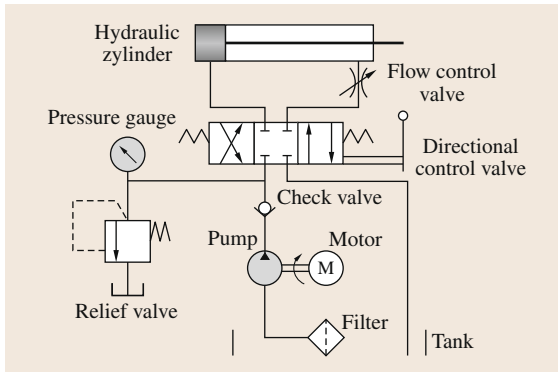 Hydraulic
zylinder
Flow control
valve
Pressure gauge
Directional
control valve
Check valve
Pump
Motor
M
Relief valve
Filter
Tank